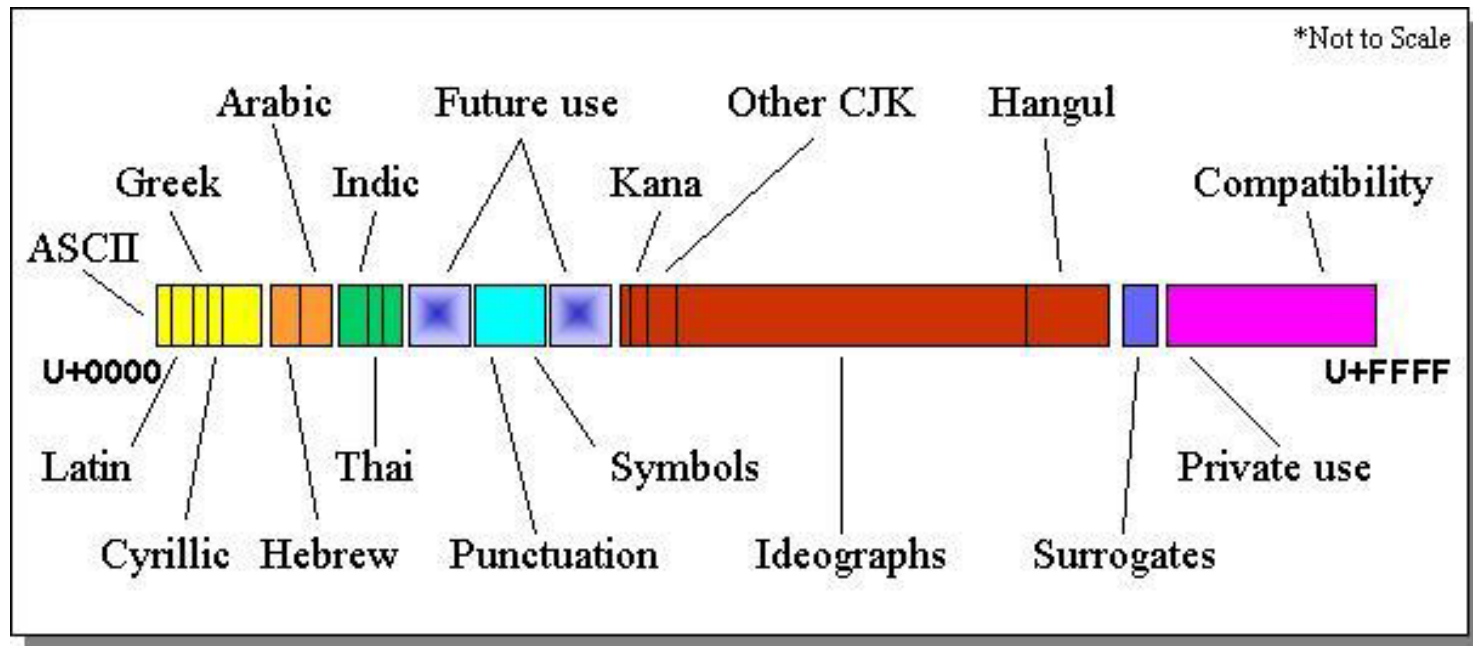 *Not to Scale
Arabic Future use Other CJK Hangul
Greek Indic Kana Compatibility
ASCII
U+0000 U+FFFF
Latin Thai Symbols Private use
Cyrillic Hebrew Punctuation Ideographs Surrogates